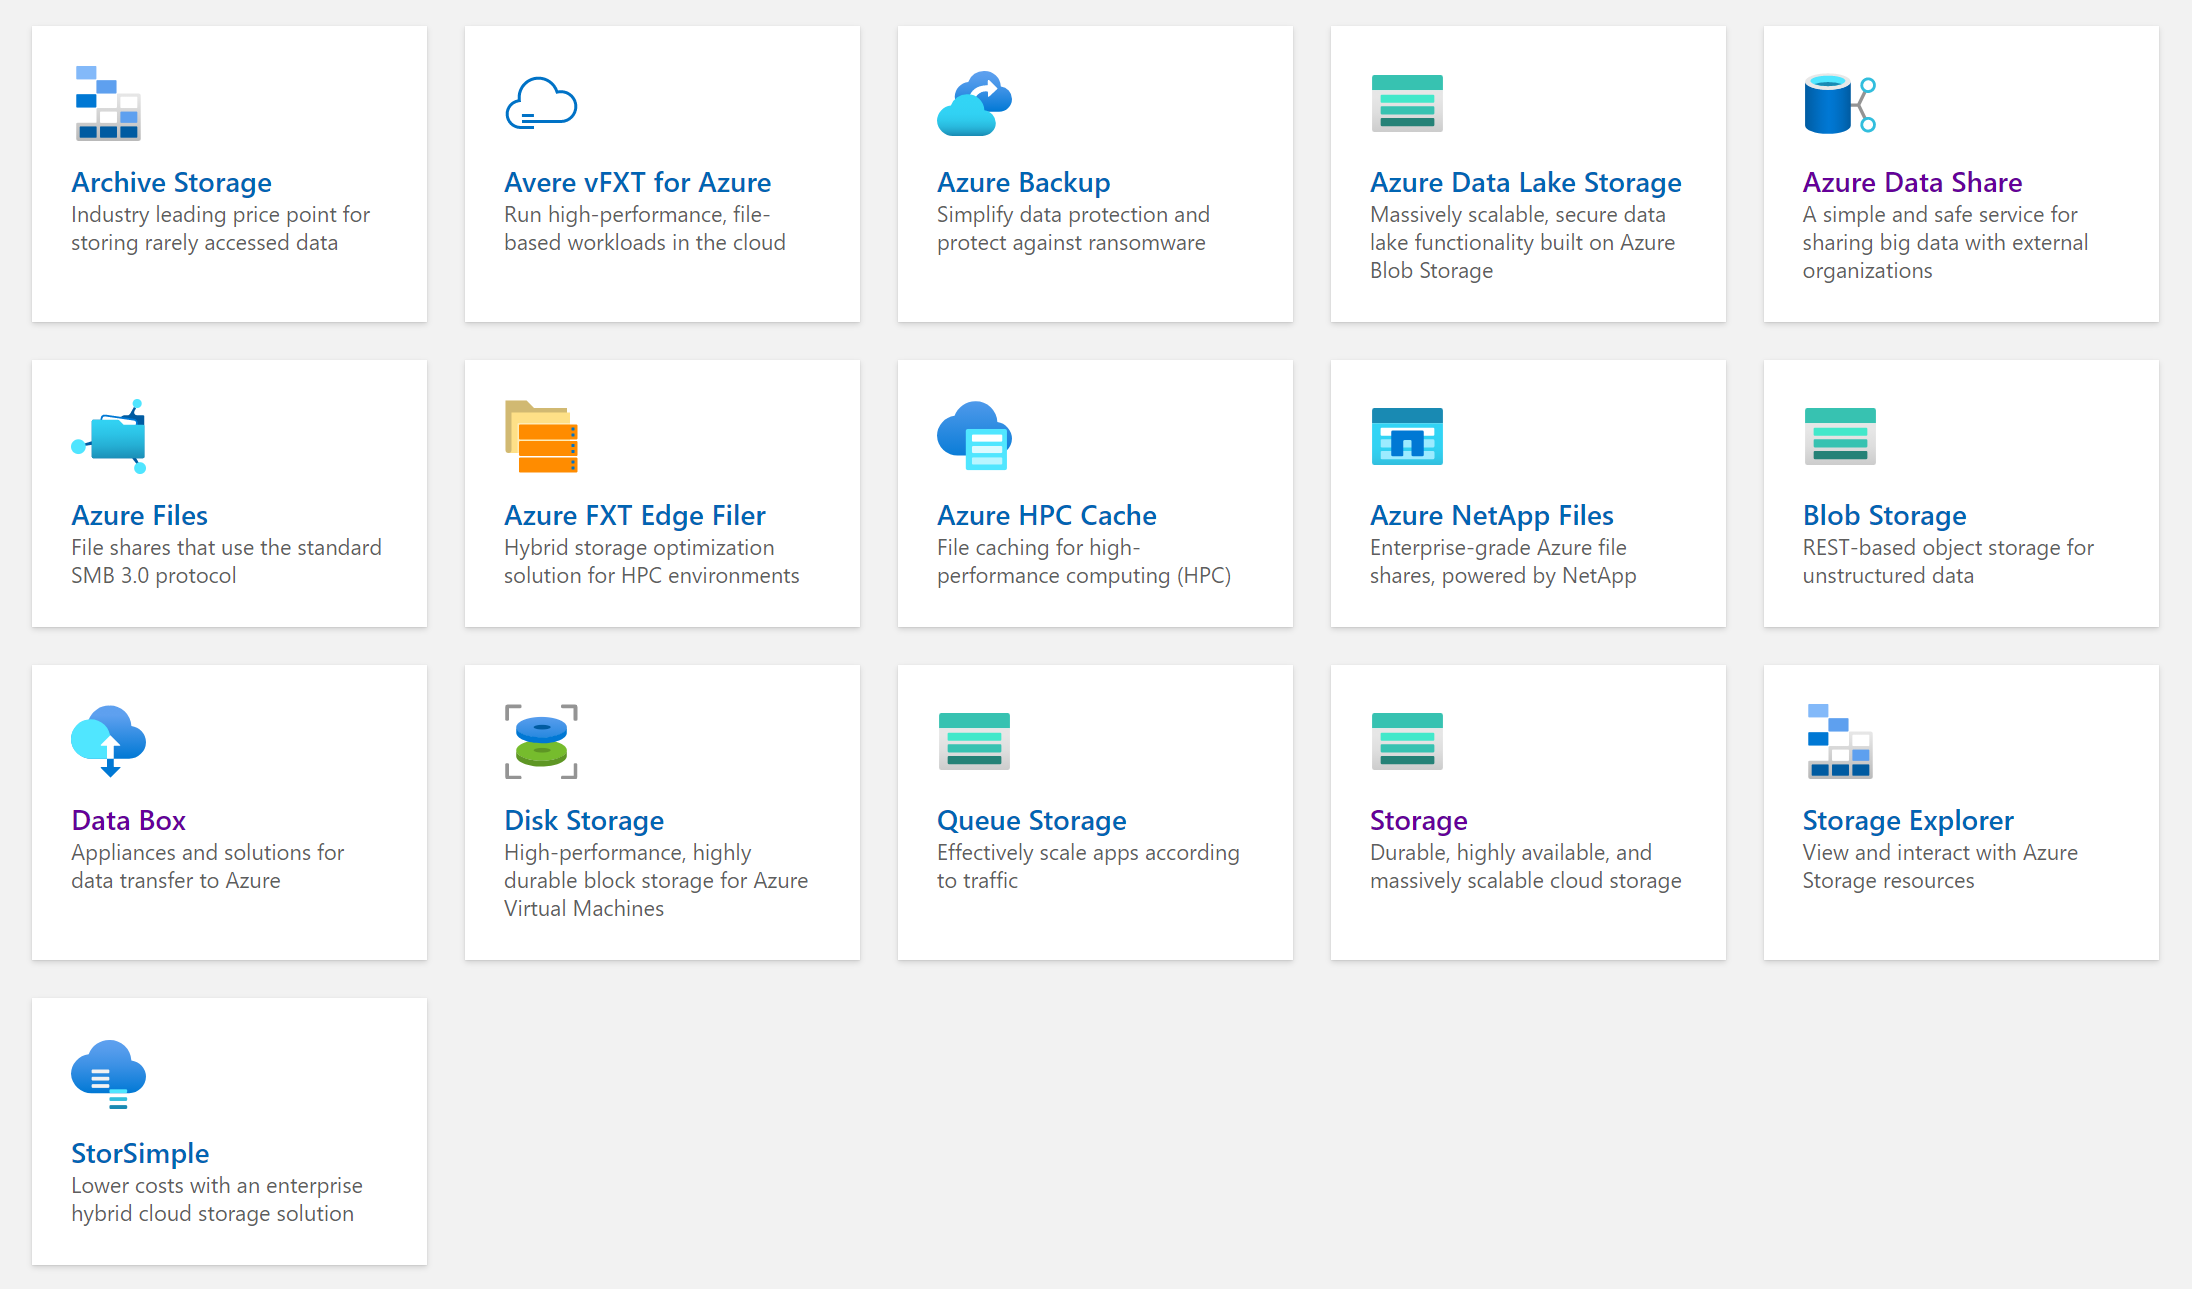 Archive Storage
Industry leading price point for
storing rarely accessed data
Avere vFXT for Azure
Run high-performance, file-
based workloads in the cloud
Azure Backup
Simplify data protection and
protect against ransomware
Azure Data Lake Storage
Massively scalable, secure data
lake functionality built on Azure
Blob Storage
Azure Data Share
A simple and safe service for
sharing big data with external
organizations
Azure Files
File shares that use the standard
SMB 3.0 protocol
Azure FXT Edge Filer
Hybrid storage optimization
solution for HPC environments
Azure HPC Cache
File caching for high-
performance computing (HPC)
Azure NetApp Files
Enterprise-grade Azure file
shares, powered by NetApp
Blob Storage
REST-based object storage for
unstructured data
Data Box
Appliances and solutions for
data transfer to Azure
Disk Storage
High-performance, highly
durable block storage for Azure
Virtual Machines
Queue Storage
Effectively scale apps according
to traffic
Storage
Durable, highly available, and
massively scalable cloud storage
Storage Explorer
View and interact with Azure
Storage resources
StorSimple
Lower costs with an enterprise
hybrid cloud storage solution